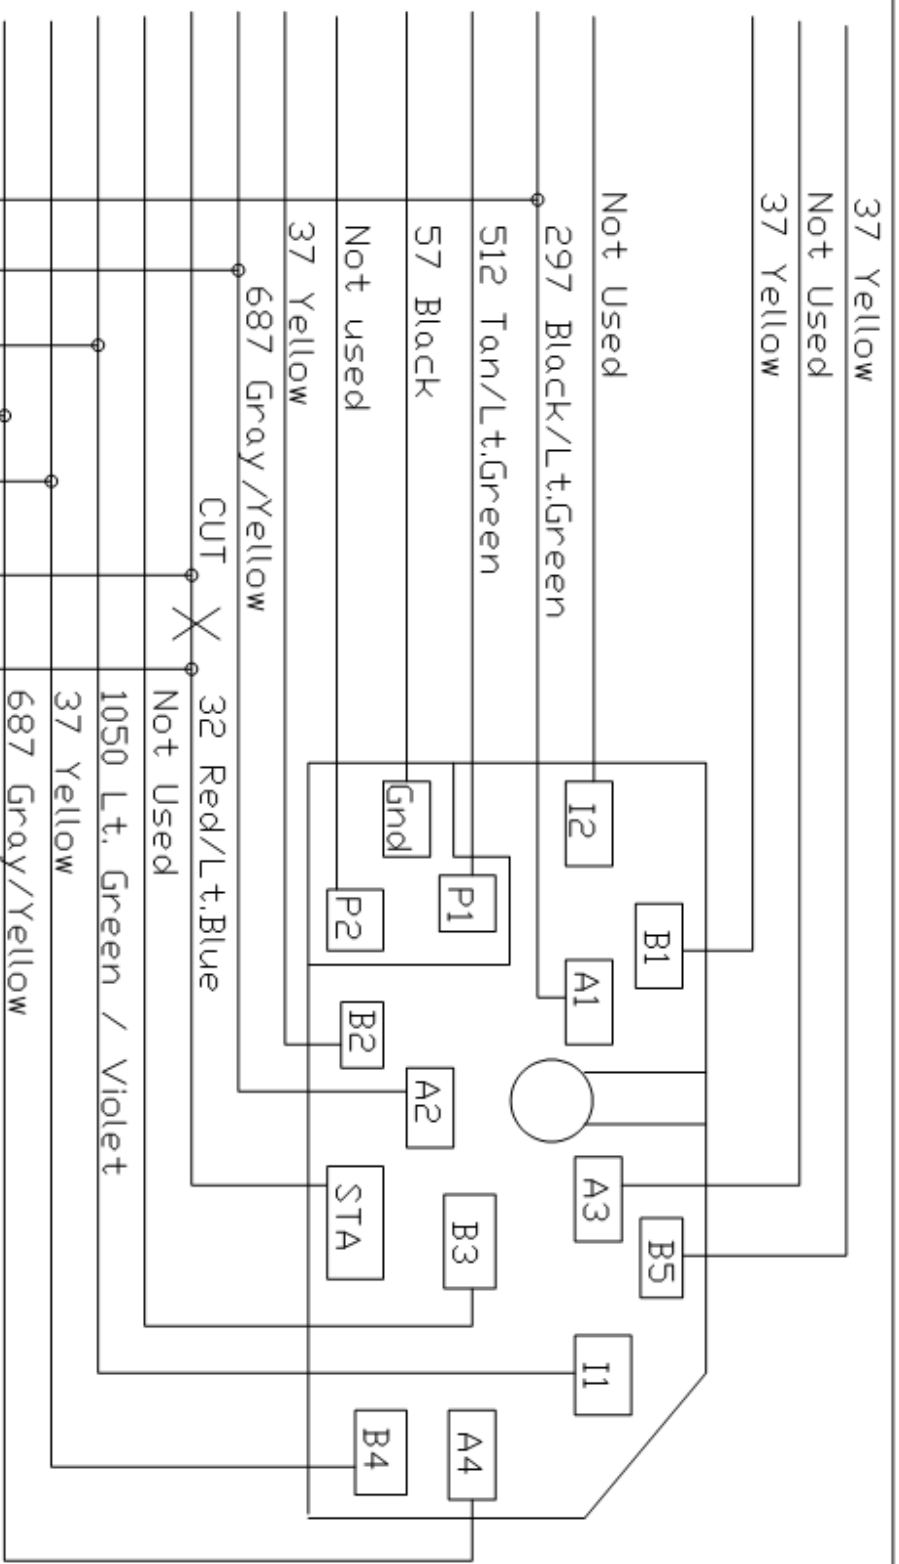 37 Yellow
Not Used
37 Yellow
Not Used
297 Black/Lt.Green
512 Tan/Lt.Green
57 Black
Not used
37 Yellow
687 Gray/Yellow
CUT
32 Red/Lt.Blue
Not Used
1050 Lt. Green / Violet
37 Yellow
687 Gray/Yellow
I2
B1
Gnd
P1
P2
A1
B2
A2
A3
STA
B3
B5
I1
B4
A4